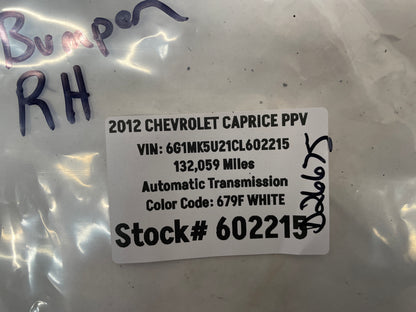 Bumper
RH
2012 CHEVROLET CAPRICE PPV
VIN: 6G1MK5U21CL602215
132,059 Miles
Automatic Transmission
Color Code: 679F WHITE
Stock# 602215
D26675